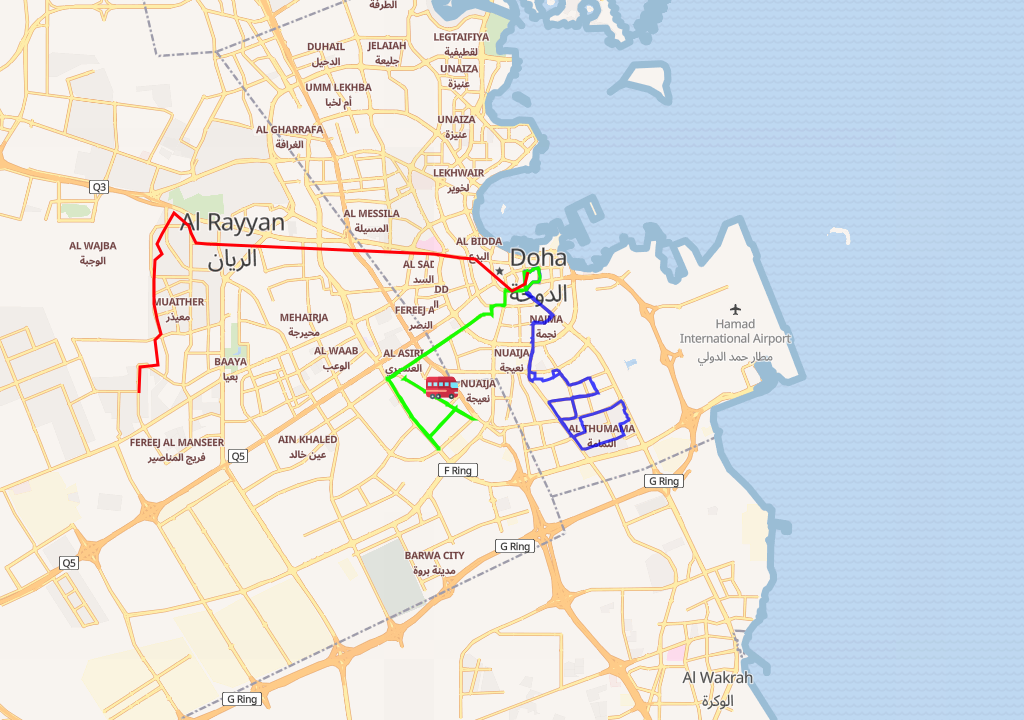 الطرفة
LEGTAIFIYA
لقطيفية
DUHAIL
الدحيل
JELAIAH
جليعة
UNAIZA
عنيزة
UMM LEKHBA
أم لخبا
UNAIZA
عنيزة
AL GHARRAFA
الغرافة
LEKHWAIR
لخوير
Q3
AL MESSILA
المسيلة
Al Rayyan
الريان
AL WAJBA
الوجبة
AL BIDDA
البدع
Doha
الدوحة
AL SAD
السد
DD
ال
MUAITHER
معيذر
MEHAIRJA
محيرجة
FEREEJ A
النصر
NAJMA
نجمة
Hamad
International Airport
مطار حمد الدولي
AL WAAB
الوعب
AL ASIRI
العسيري
NUAIJA
نعيجة
BAAYA
بعيا
NUAIJA
نعيجة
AL THUMAMA
الثمامة
FEREEJ AL MANSEER
فريج المناصير
AIN KHALED
عين خالد
Q5
F Ring
G Ring
G Ring
BARWA CITY
مدينة بروة
Q5
Al Wakrah
الوكرة
G Ring